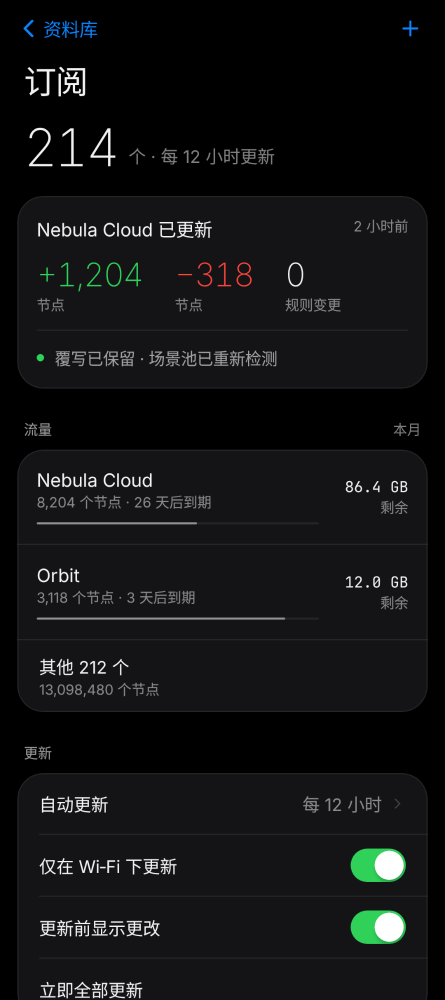 资料库
+
订阅
214 个 · 每 12 小时更新
Nebula Cloud 已更新 2 小时前
+1,204 −318 0
节点 节点 规则变更
覆写已保留 · 场景池已重新检测
流量 本月
Nebula Cloud 86.4 GB
8,204 个节点 · 26 天后到期 剩余
Orbit 12.0 GB
3,118 个节点 · 3 天后到期 剩余
其他 212 个
13,098,480 个节点
更新
自动更新 每 12 小时
仅在 Wi-Fi 下更新
更新前显示更改
立即全部更新